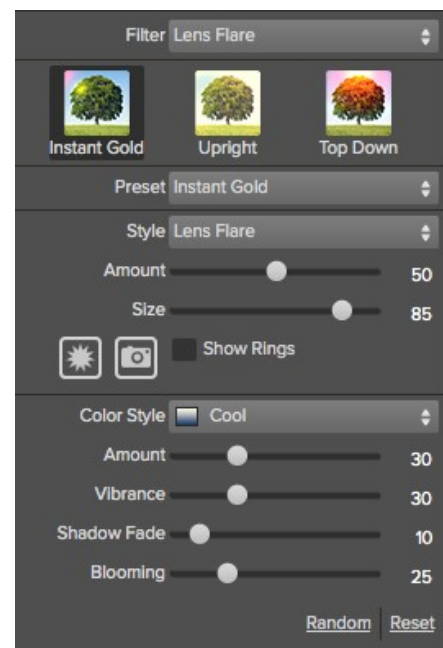 Filter Lens Flare
Instant Gold Upright Top Down
Preset Instant Gold
Style Lens Flare
Amount 50
Size 85
Show Rings
Color Style Cool
Amount 30
Vibrance 30
Shadow Fade 10
Blooming 25
Random Reset